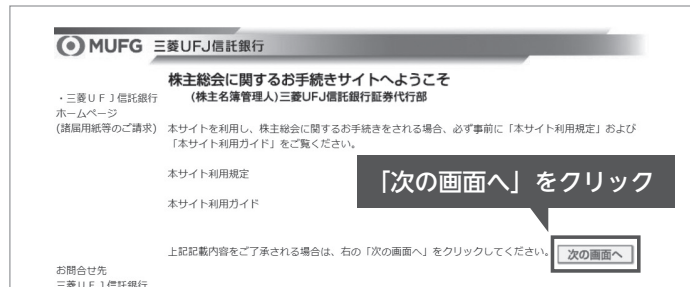 MUFG 三菱UFJ信託銀行
株主総会に関するお手続きサイトへようこそ
(株主名簿管理人)三菱UFJ信託銀行証券代行部
・三菱ＵＦＪ信託銀行
ホームページ
(諸届用紙等のご請求)
本サイトを利用し、株主総会に関するお手続きをされる場合、必ず事前に「本サイト利用規定」および
「本サイト利用ガイド」をご覧ください。
本サイト利用規定
「次の画面へ」をクリック
本サイト利用ガイド
上記記載内容をご了承される場合は、右の「次の画面へ」をクリックしてください。
次の画面へ
お問合せ先
三菱ＵＦＪ信託銀行